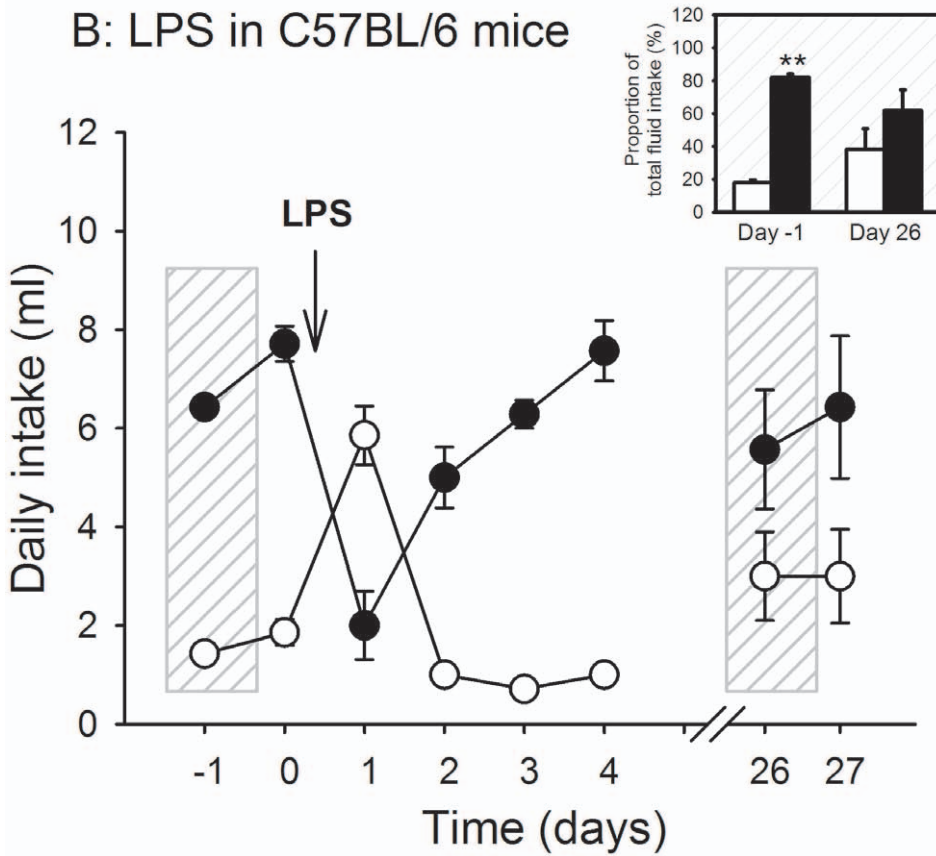 B: LPS in C57BL/6 mice
Proportion of
total fluid intake (%)
120
100
80
60
40
20
0
**
Day -1 Day 26
Daily intake (ml)
12
10
8
6
4
2
0
LPS
-1 0 1 2 3 4 26 27
Time (days)